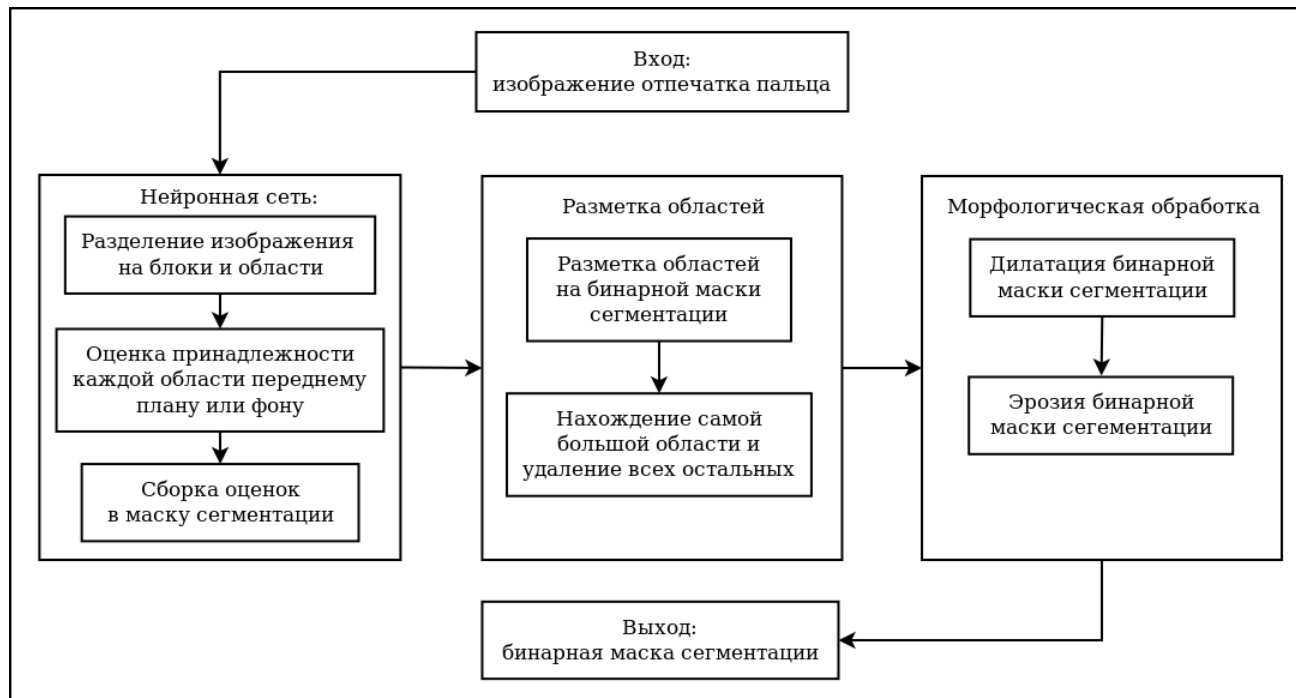 Вход:
изображение отпечатка пальца
Нейронная сеть:
Разделение изображения
на блоки и области
Оценка принадлежности
каждой области переднему
плану или фону
Сборка оценок
в маску сегментации
Разметка областей
Разметка областей
на бинарной маски
сегментации
Нахождение самой
большой области и
удаление всех остальных
Морфологическая обработка
Дилатация бинарной
маски сегментации
Эрозия бинарной
маски сегементации
Выход:
бинарная маска сегментации